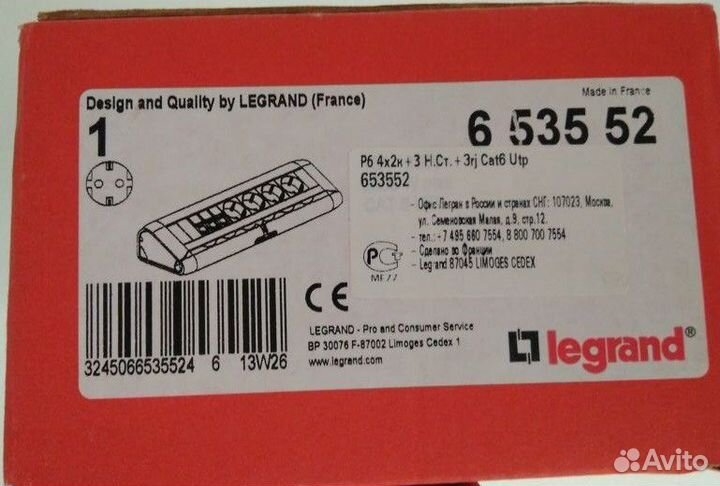 Design and Quality by LEGRAND (France)
Made in France
1
6 535 52
Рб 4х2к + 3 Н.Ст. + 3rj Cat6 Utp
653552
- Офис Легран в России и странах СНГ: 107023, Москва,
ул. Семеновская Малая, д.9, стр.12.
- тел.: +7 495 660 7554, 8 800 700 7554
- Сделано во Франции
- Legrand 87045 LIMOGES CEDEX
РСТ
МЕ77
CE
LEGRAND - Pro and Consumer Service
BP 30076 F-87002 Limoges Cedex 1
www.legrand.com
3245066535524 6 13W26
legrand®
Avito